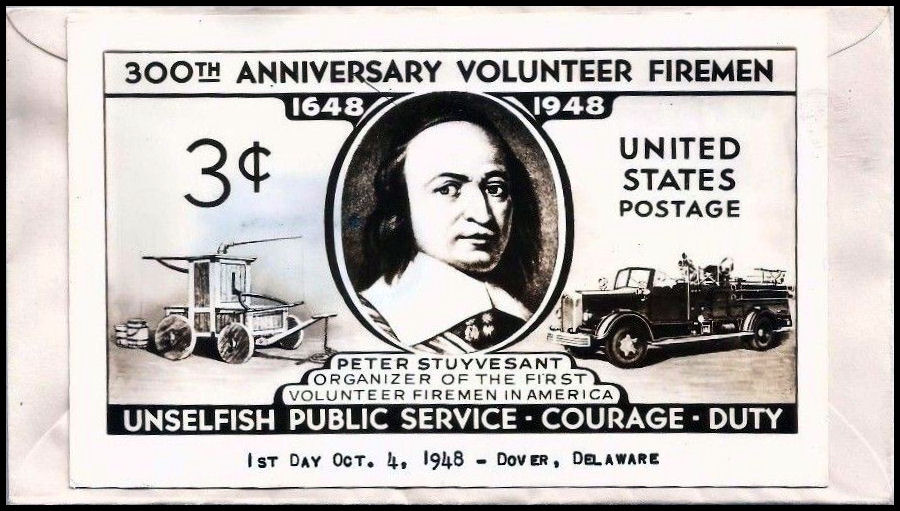 300TH ANNIVERSARY VOLUNTEER FIREMEN
1648 1948
3¢
UNITED
STATES
POSTAGE
PETER STUYVESANT
ORGANIZER OF THE FIRST
VOLUNTEER FIREMEN IN AMERICA
UNSELFISH PUBLIC SERVICE · COURAGE · DUTY
1ST DAY OCT. 4, 1948 – DOVER, DELAWARE